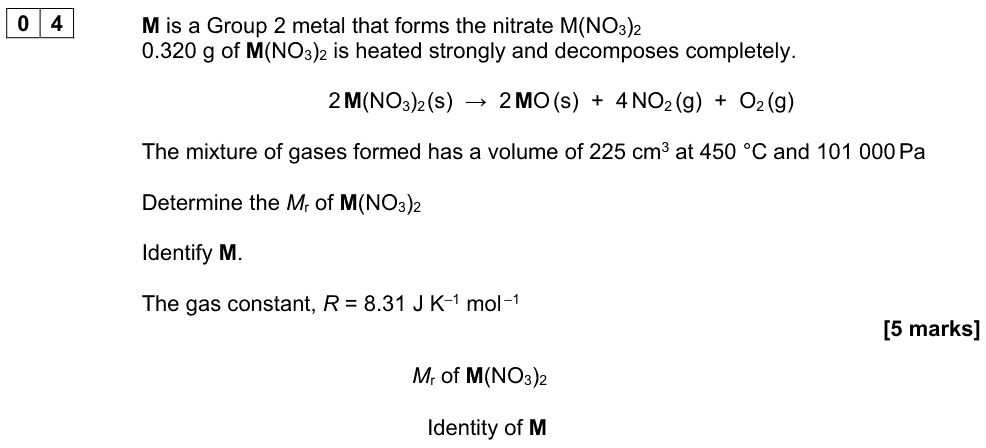 0 4 M is a Group 2 metal that forms the nitrate M(NO₃)₂
0.320 g of M(NO₃)₂ is heated strongly and decomposes completely.
2 M(NO₃)₂ (s) → 2 MO (s) + 4 NO₂ (g) + O₂ (g)
The mixture of gases formed has a volume of 225 cm³ at 450 °C and 101 000 Pa
Determine the Mᵣ of M(NO₃)₂
Identify M.
The gas constant, R = 8.31 J K⁻¹ mol⁻¹
[5 marks]
Mᵣ of M(NO₃)₂
Identity of M